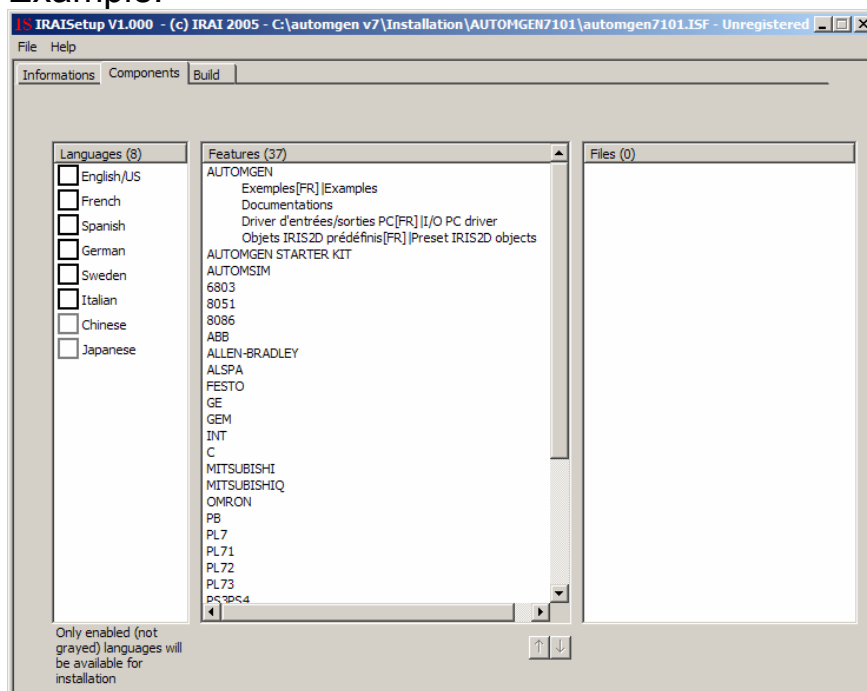 Example:
IS IRAISetup V1.000 - (c) IRAI 2005 - C:\automgen v7\Installation\AUTOMGEN7101\automgen7101.ISF - Unregistered
File Help
Informations Components Build
Languages (8)
English/US
French
Spanish
German
Sweden
Italian
Chinese
Japanese
Only enabled (not
grayed) languages will
be available for
installation
Features (37)
AUTOMGEN
Exemples[FR]|Examples
Documentations
Driver d'entrées/sorties PC[FR]|I/O PC driver
Objets IRIS2D prédéfinis[FR]|Preset IRIS2D objects
AUTOMGEN STARTER KIT
AUTOMSIM
6803
8051
8086
ABB
ALLEN-BRADLEY
ALSPA
FESTO
GE
GEM
INT
C
MITSUBISHI
MITSUBISHIQ
OMRON
PB
PL7
PL71
PL72
PL73
PS3PS4
Files (0)